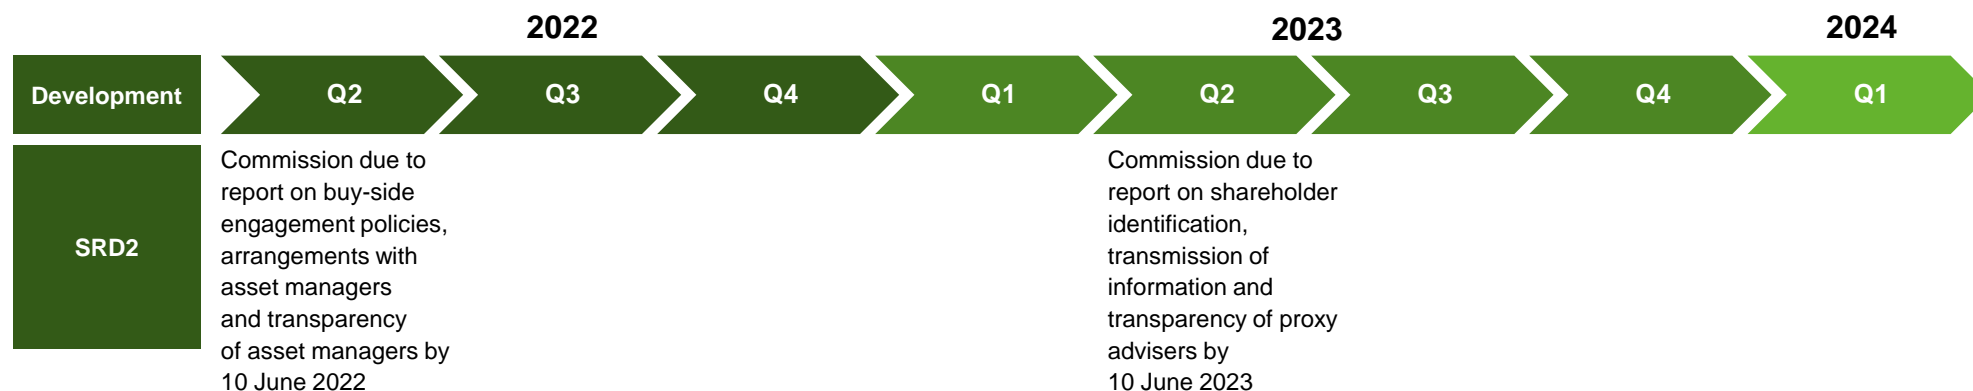 2022
2023
2024
Development
Q2
Q3
Q4
Q1
Q2
Q3
Q4
Q1
SRD2
Commission due to
report on buy-side
engagement policies,
arrangements with
asset managers
and transparency
of asset managers by
10 June 2022
Commission due to
report on shareholder
identification,
transmission of
information and
transparency of proxy
advisers by
10 June 2023